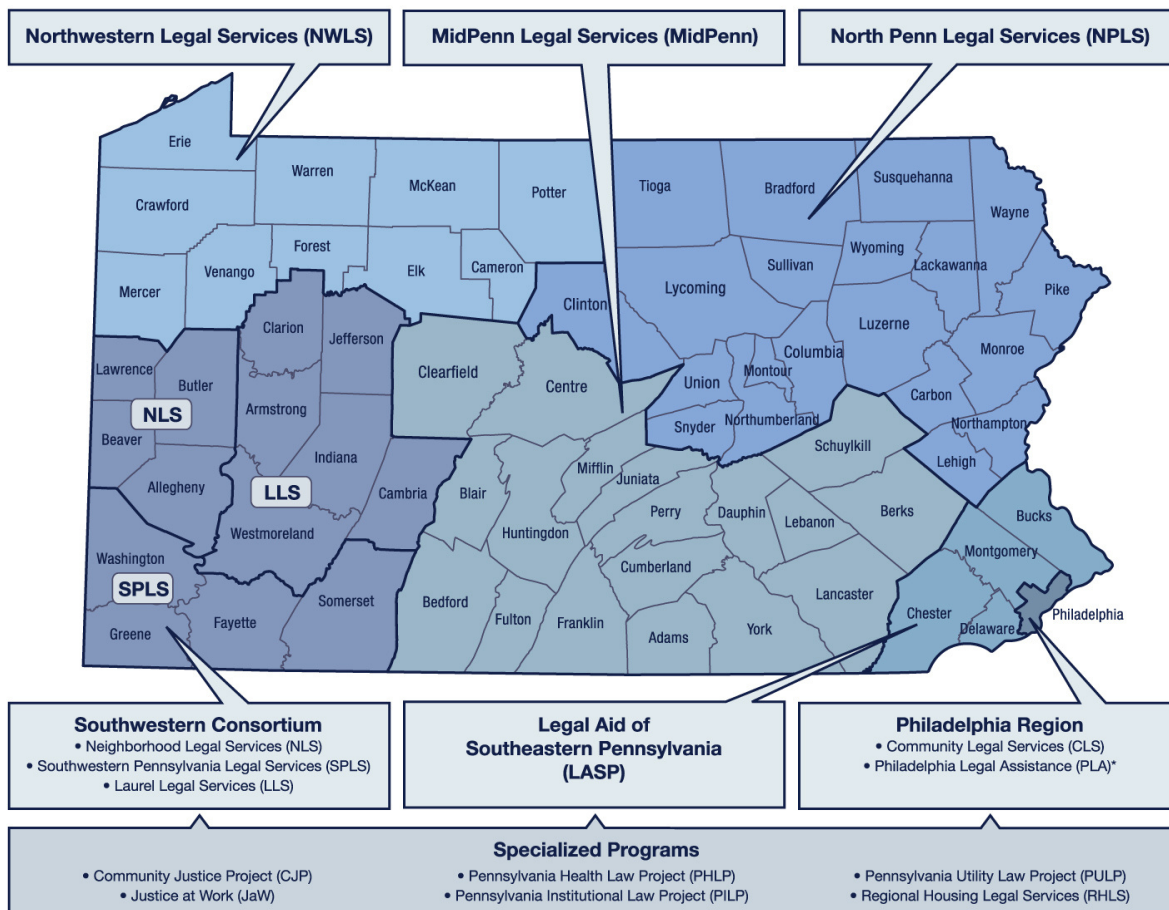 Northwestern Legal Services (NWLS)
MidPenn Legal Services (MidPenn)
North Penn Legal Services (NPLS)
Erie
Warren
McKean
Potter
Tioga
Bradford
Susquehanna
Wayne
Crawford
Forest
Venango
Elk
Cameron
Mercer
Clinton
Lycoming
Sullivan
Wyoming
Lackawanna
Pike
Luzerne
Monroe
Columbia
Montour
Union
Carbon
Northampton
Snyder
Northumberland
Lehigh
Clarion
Jefferson
Clearfield
Centre
Lawrence
Butler
NLS
Armstrong
Beaver
Indiana
Allegheny
LLS
Cambria
Westmoreland
Blair
Mifflin
Juniata
Schuylkill
Huntingdon
Perry
Dauphin
Lebanon
Berks
Bucks
Montgomery
Washington
SPLS
Cumberland
Somerset
Bedford
Fulton
Franklin
Adams
York
Lancaster
Chester
Delaware
Philadelphia
Greene
Fayette
Southwestern Consortium
• Neighborhood Legal Services (NLS)
• Southwestern Pennsylvania Legal Services (SPLS)
• Laurel Legal Services (LLS)
Legal Aid of
Southeastern Pennsylvania
(LASP)
Philadelphia Region
• Community Legal Services (CLS)
• Philadelphia Legal Assistance (PLA)*
Specialized Programs
• Community Justice Project (CJP)
• Justice at Work (JaW)
• Pennsylvania Health Law Project (PHLP)
• Pennsylvania Institutional Law Project (PILP)
• Pennsylvania Utility Law Project (PULP)
• Regional Housing Legal Services (RHLS)